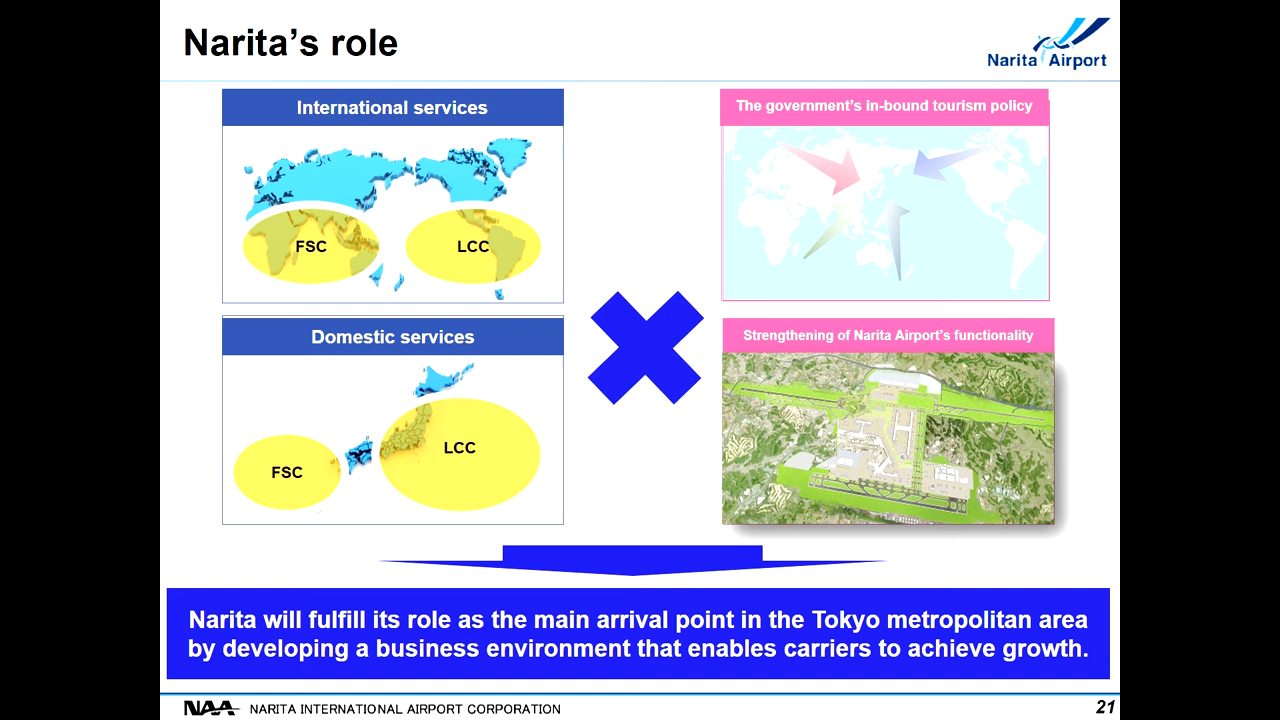 Narita's role
Narita Airport
International services
FSC
LCC
The government's in-bound tourism policy
Domestic services
FSC
LCC
Strengthening of Narita Airport's functionality
Narita will fulfill its role as the main arrival point in the Tokyo metropolitan area
by developing a business environment that enables carriers to achieve growth.
NAA NARITA INTERNATIONAL AIRPORT CORPORATION
21